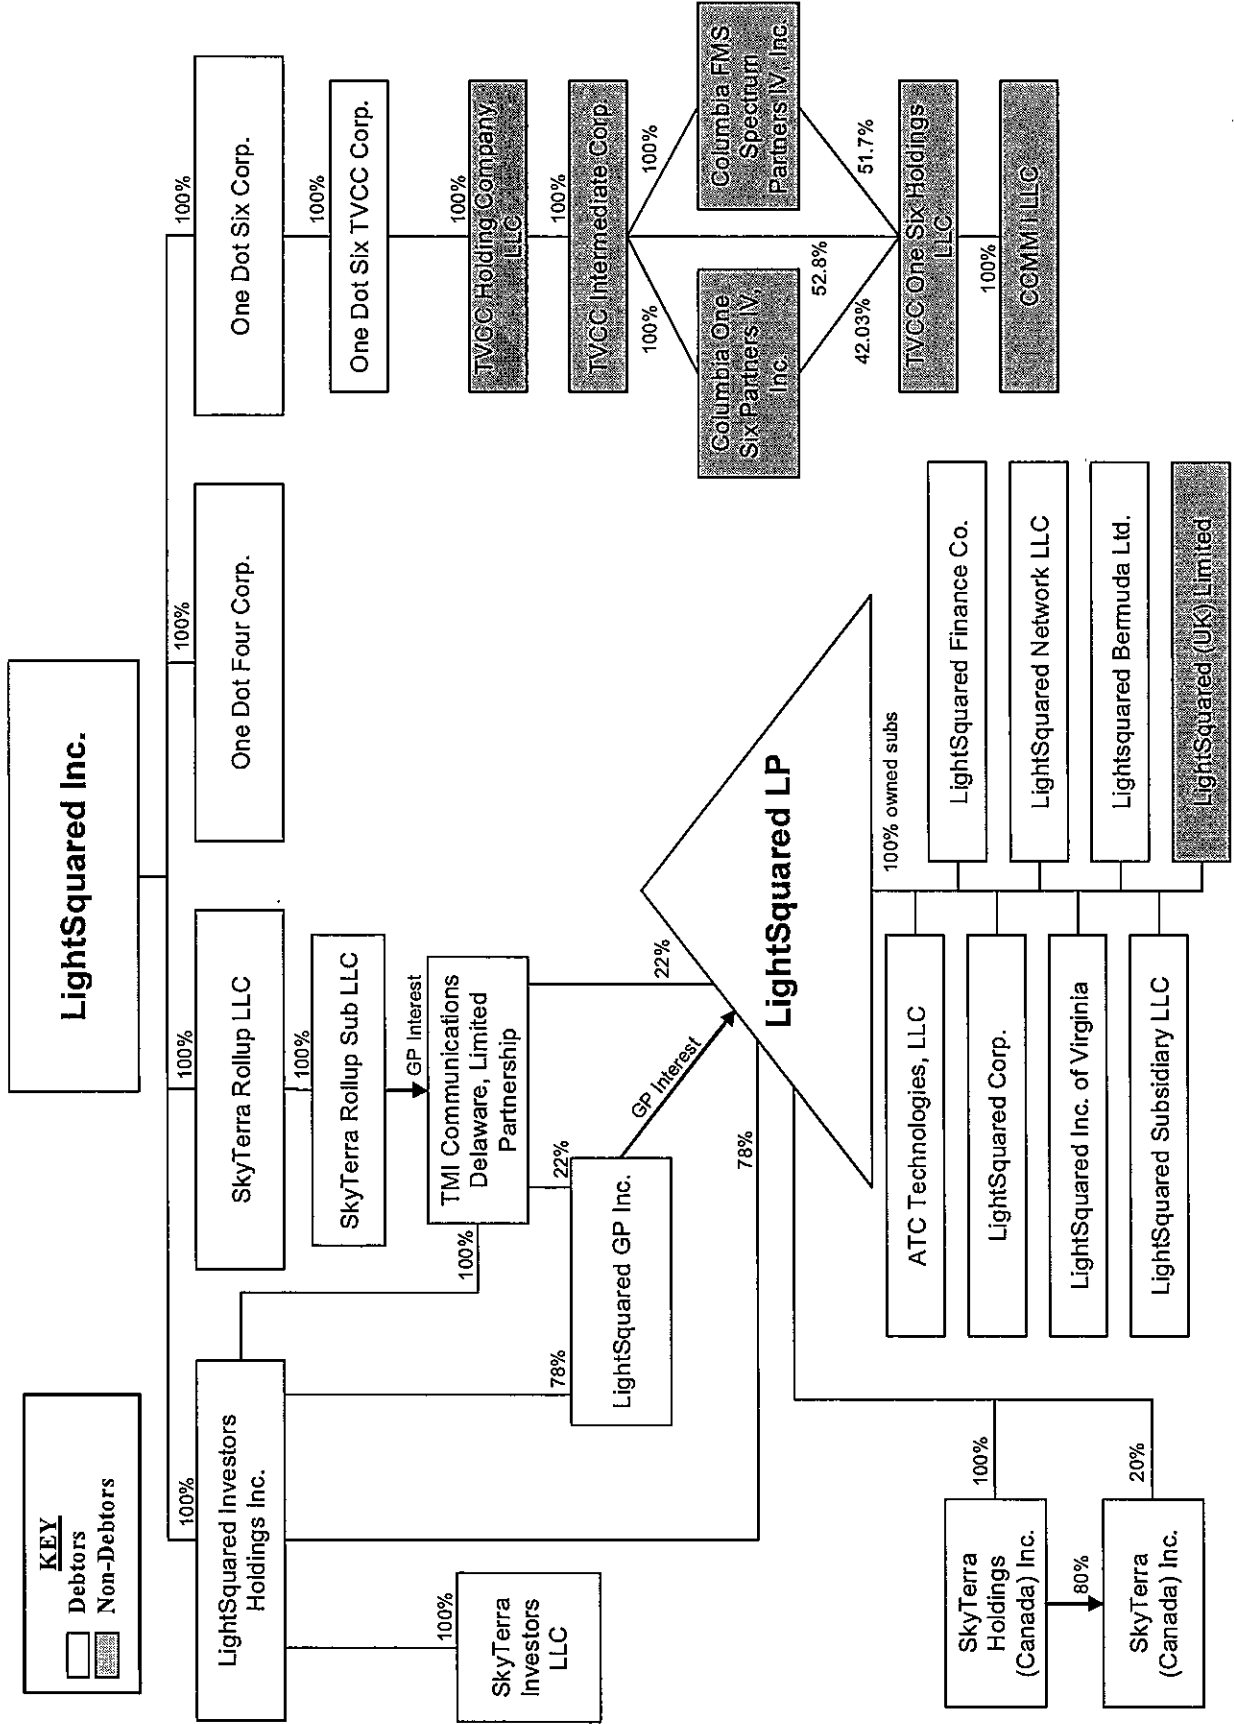 KEY
Debtors
Non-Debtors
LightSquared Inc.
100%
LightSquared Investors
Holdings Inc.
100%
SkyTerra Rollup LLC
100%
One Dot Four Corp.
100%
One Dot Six Corp.
100%
SkyTerra
Investors
LLC
100%
SkyTerra Rollup Sub LLC
GP Interest
100%
TMI Communications
Delaware, Limited
Partnership
78%
22%
LightSquared GP Inc.
GP Interest
22%
78%
LightSquared LP
100%
One Dot Six TVCC Corp.
100%
TVCC Holding Company,
LLC
100%
TVCC Intermediate Corp.
100%
100%
Columbia One
Six Partners IV,
Inc.
Columbia FMS
Spectrum
Partners IV, Inc.
52.8%
42.03%
51.7%
TVCC One Six Holdings
LLC
100%
CCMM I LLC
100%
SkyTerra
Holdings
(Canada) Inc.
80%
20%
SkyTerra
(Canada) Inc.
100% owned subs
ATC Technologies, LLC
LightSquared Finance Co.
LightSquared Corp.
LightSquared Network LLC
LightSquared Inc. of Virginia
Lightsquared Bermuda Ltd.
LightSquared Subsidiary LLC
LightSquared (UK) Limited